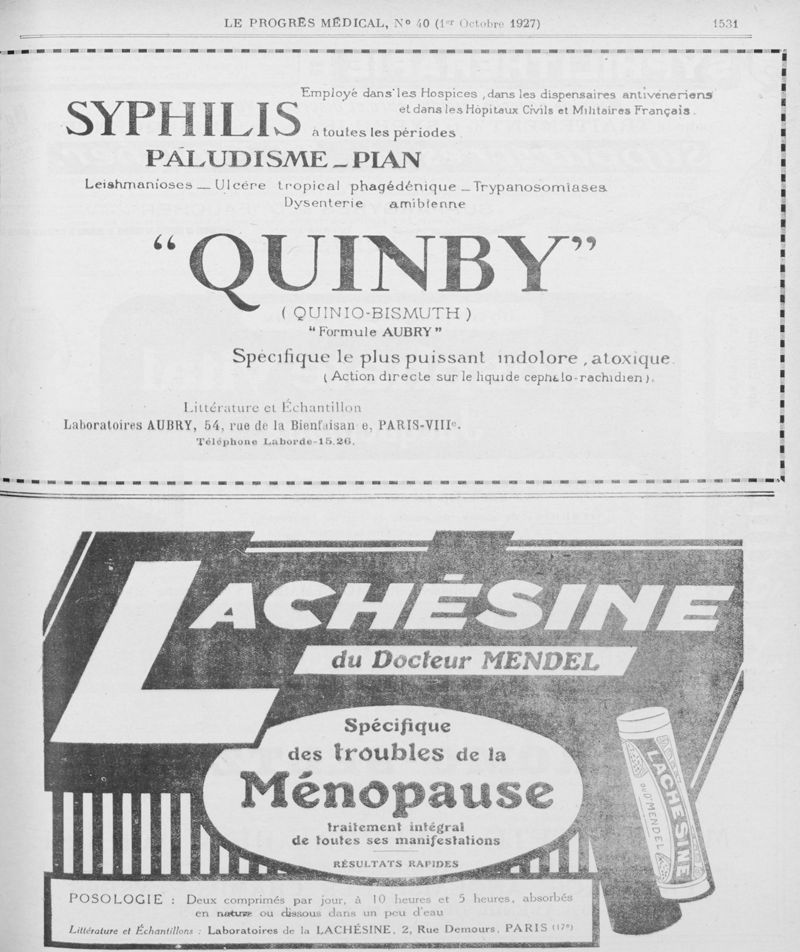 LE PROGRÈS MÉDICAL, N° 40 (1er Octobre 1927)
1531
Employé dans les Hospices, dans les dispensaires antivénériens
et dans les Hôpitaux Civils et Militaires Français.
SYPHILIS à toutes les périodes
PALUDISME - PIAN
Leishmanioses - Ulcère tropical phagédénique - Trypanosomiases
Dysenterie amibienne
“QUINBY”
(QUINIO-BISMUTH)
“Formule AUBRY”
Spécifique le plus puissant indolore, atoxique.
(Action directe sur le liquide cephalo-rachidien).
Littérature et Échantillon
Laboratoires AUBRY, 54, rue de la Bienfaisan e, PARIS-VIIIe.
Téléphone Laborde-15.26.
LACHÉSINE
du Docteur MENDEL
Spécifique
des troubles de la
Ménopause
traitement intégral
de toutes ses manifestations
RÉSULTATS RAPIDES
LACHÉSINE
DU Dr MENDEL
POSOLOGIE : Deux comprimés par jour, à 10 heures et 5 heures, absorbés
en nature ou dissous dans un peu d'eau
Littérature et Échantillons : Laboratoires de la LACHÉSINE, 2, Rue Demours, PARIS (17e)